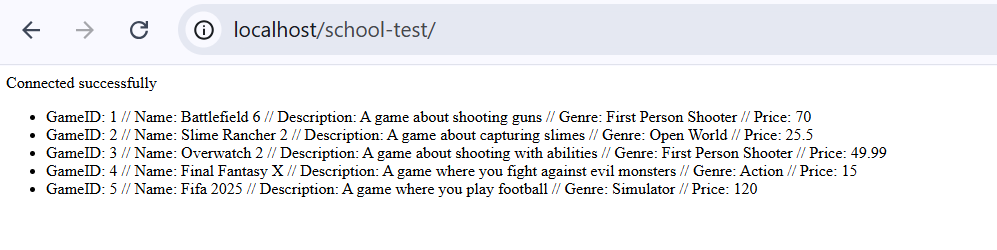 localhost/school-test/
Connected successfully
GameID: 1 // Name: Battlefield 6 // Description: A game about shooting guns // Genre: First Person Shooter // Price: 70
GameID: 2 // Name: Slime Rancher 2 // Description: A game about capturing slimes // Genre: Open World // Price: 25.5
GameID: 3 // Name: Overwatch 2 // Description: A game about shooting with abilities // Genre: First Person Shooter // Price: 49.99
GameID: 4 // Name: Final Fantasy X // Description: A game where you fight against evil monsters // Genre: Action // Price: 15
GameID: 5 // Name: Fifa 2025 // Description: A game where you play football // Genre: Simulator // Price: 120